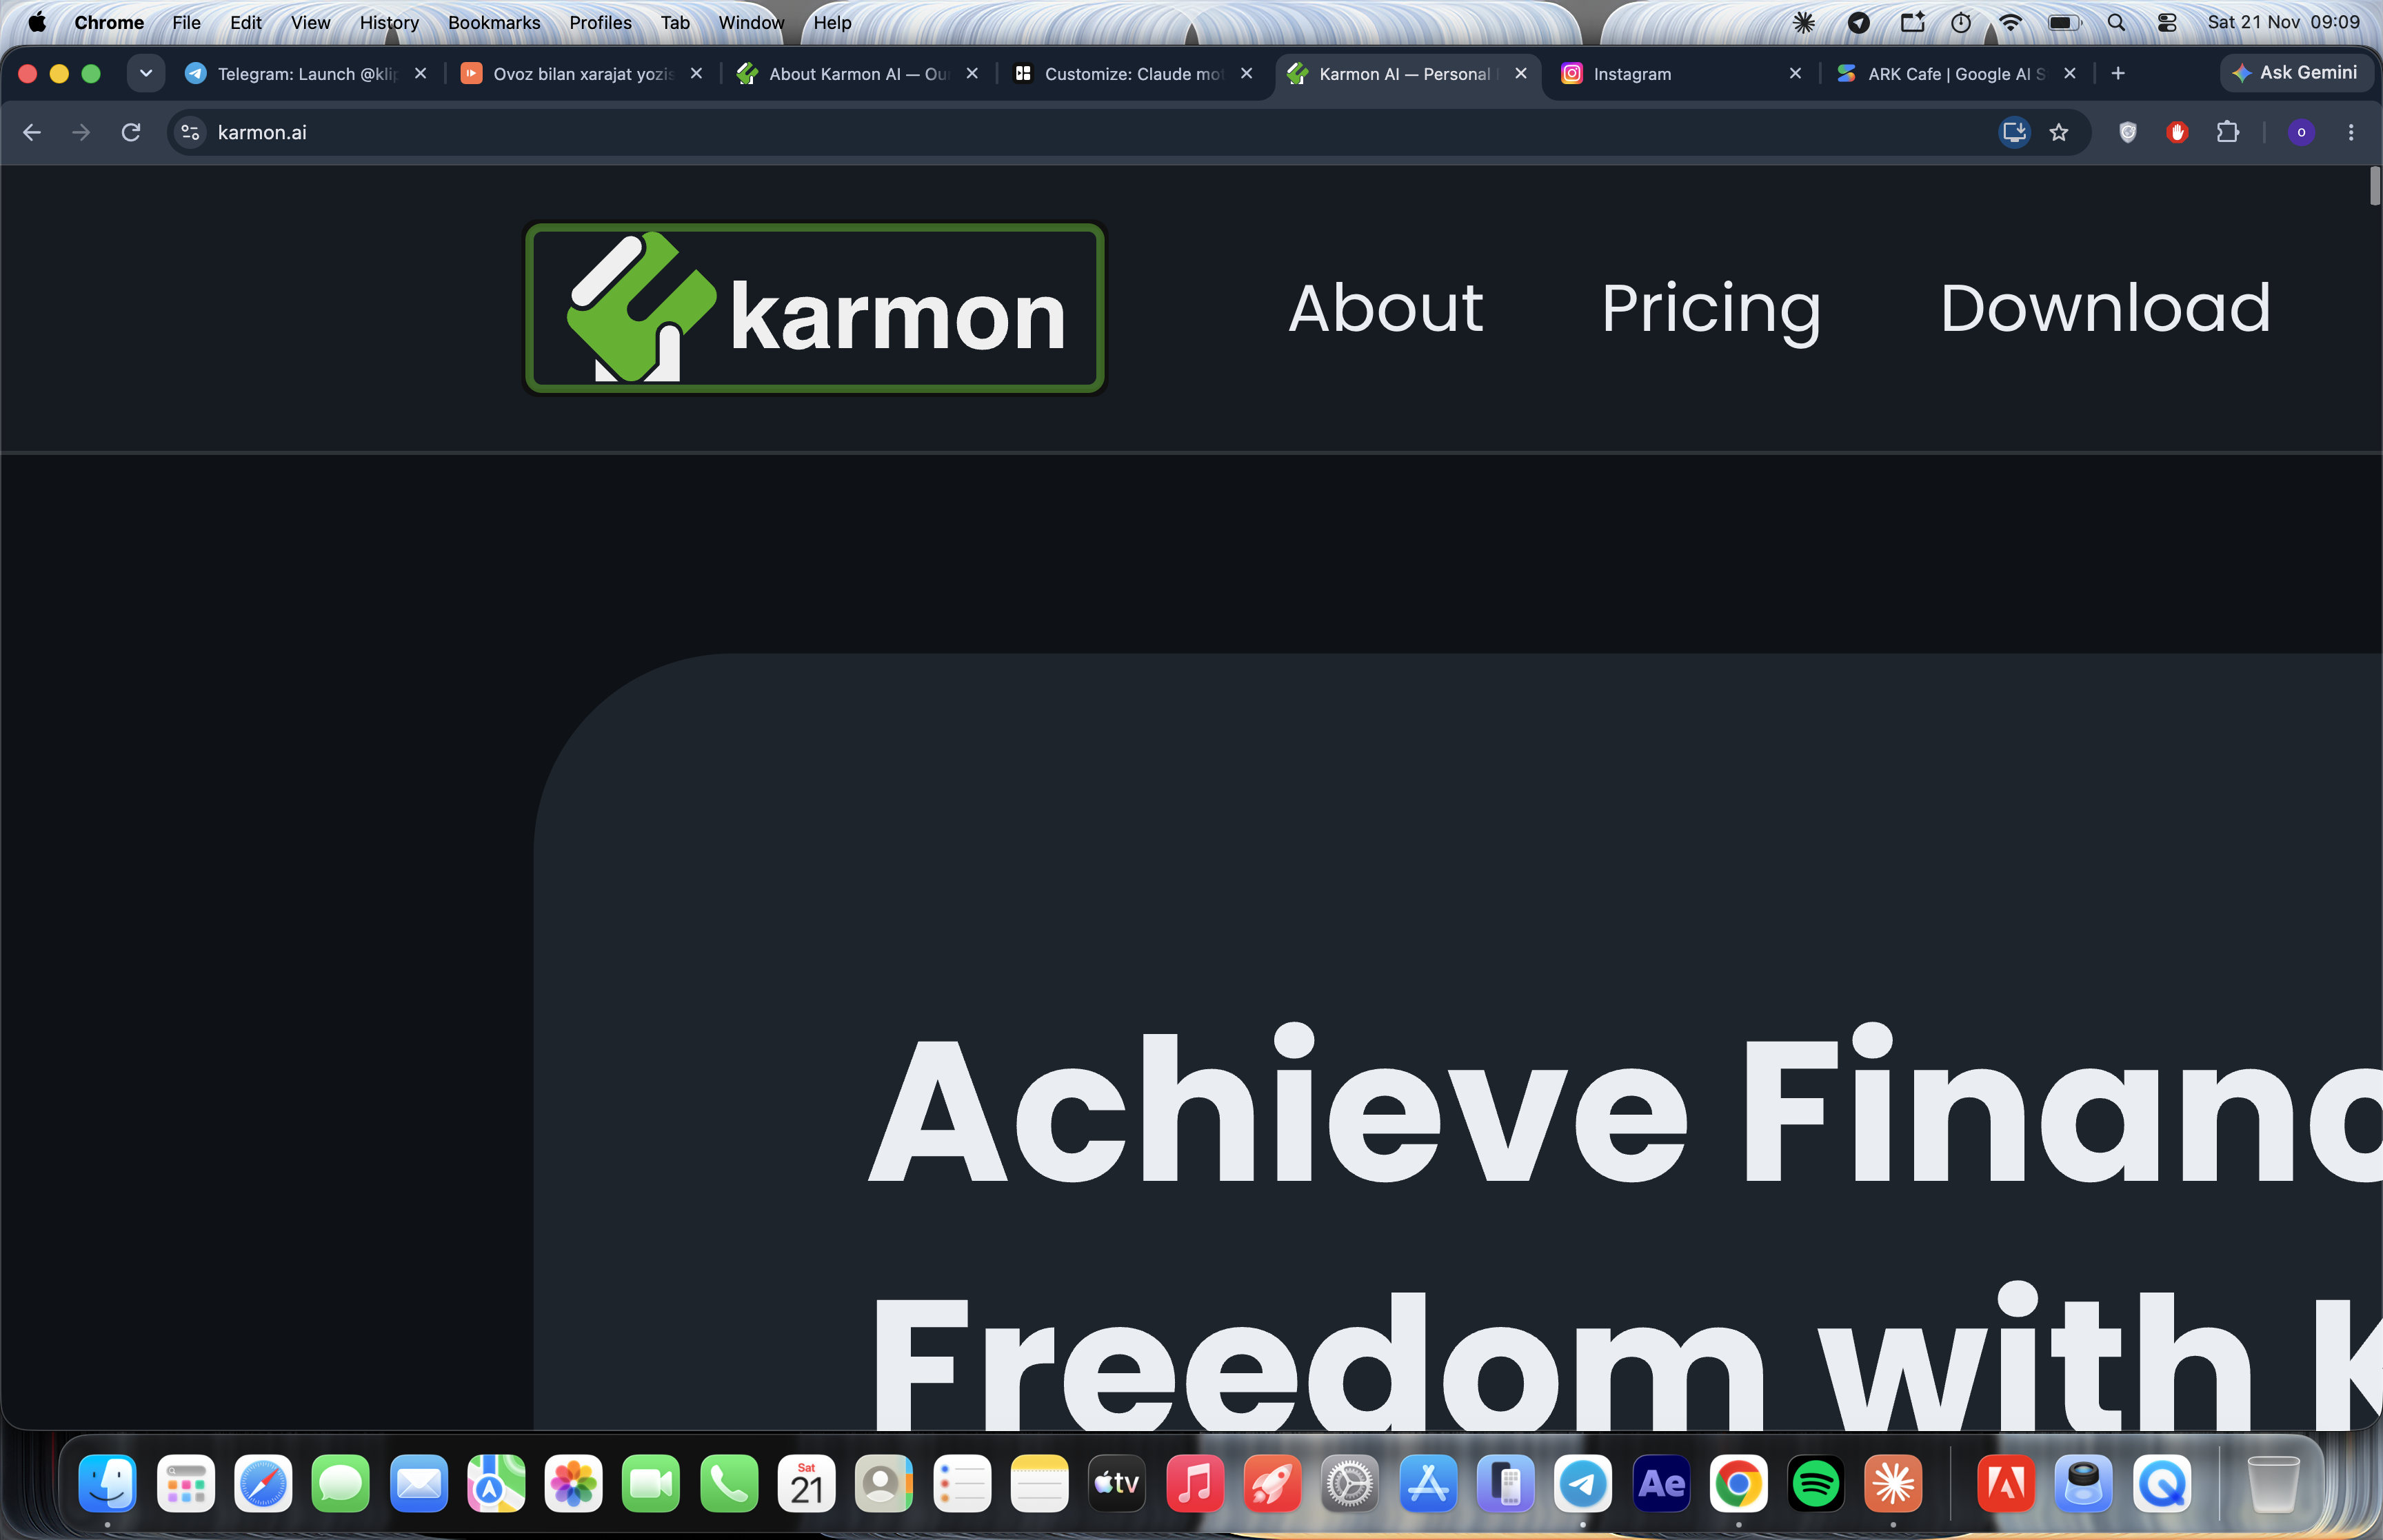 Chrome File Edit View History Bookmarks Profiles Tab Window Help Sat 21 Nov 09:09
Telegram: Launch @klip Ovoz bilan xarajat yozis About Karmon AI — Ou Customize: Claude mot Karmon AI — Personal Instagram ARK Cafe | Google AI S Ask Gemini
karmon.ai o
karmon About Pricing Download
Achieve Financ
Freedom with K
Sat
21 tv Ae